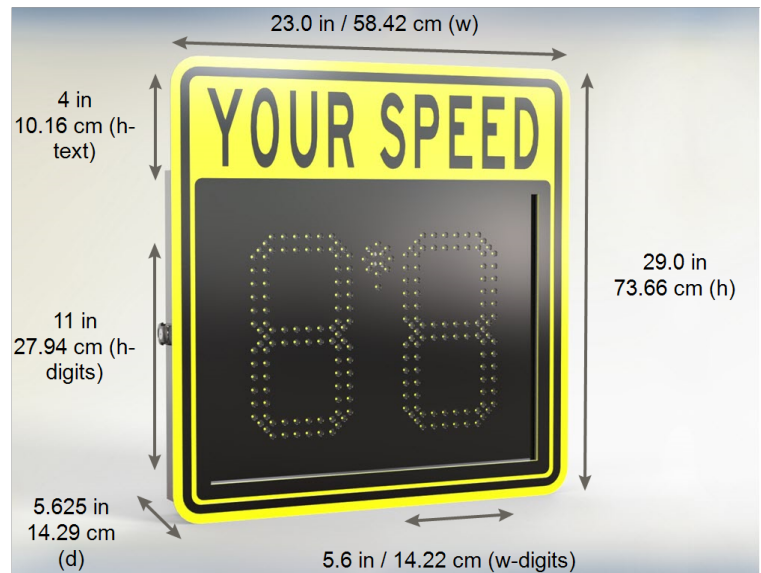 23.0 in / 58.42 cm (w)
4 in
10.16 cm (h-
text)
YOUR SPEED
29.0 in
73.66 cm (h)
11 in
27.94 cm (h-
digits)
5.625 in
14.29 cm
(d)
5.6 in / 14.22 cm (w-digits)